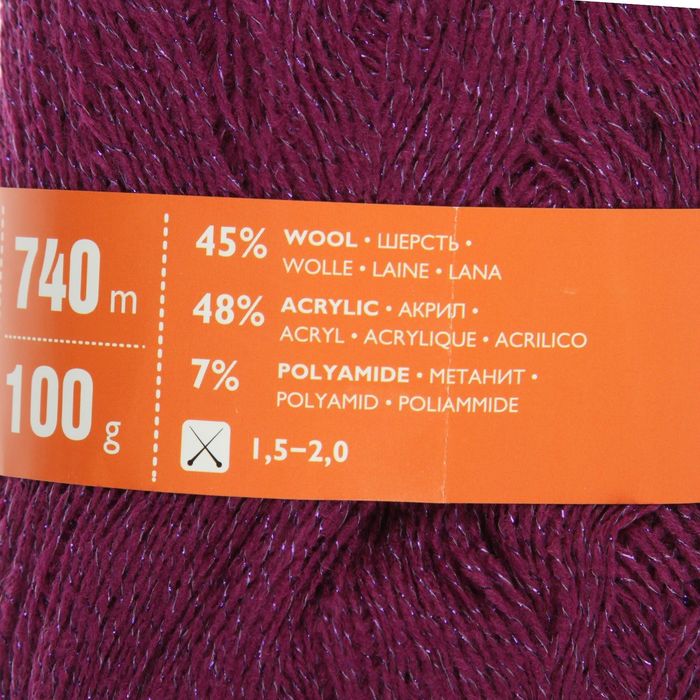 740 m
100 g
45% WOOL • ШЕРСТЬ •
WOLLE • LAINE • LANA
48% ACRYLIC • АКРИЛ •
ACRYL • ACRYLIQUE • ACRILICO
7% POLYAMIDE • МЕТАНИТ •
POLYAMID • POLIAMMIDE
1,5–2,0